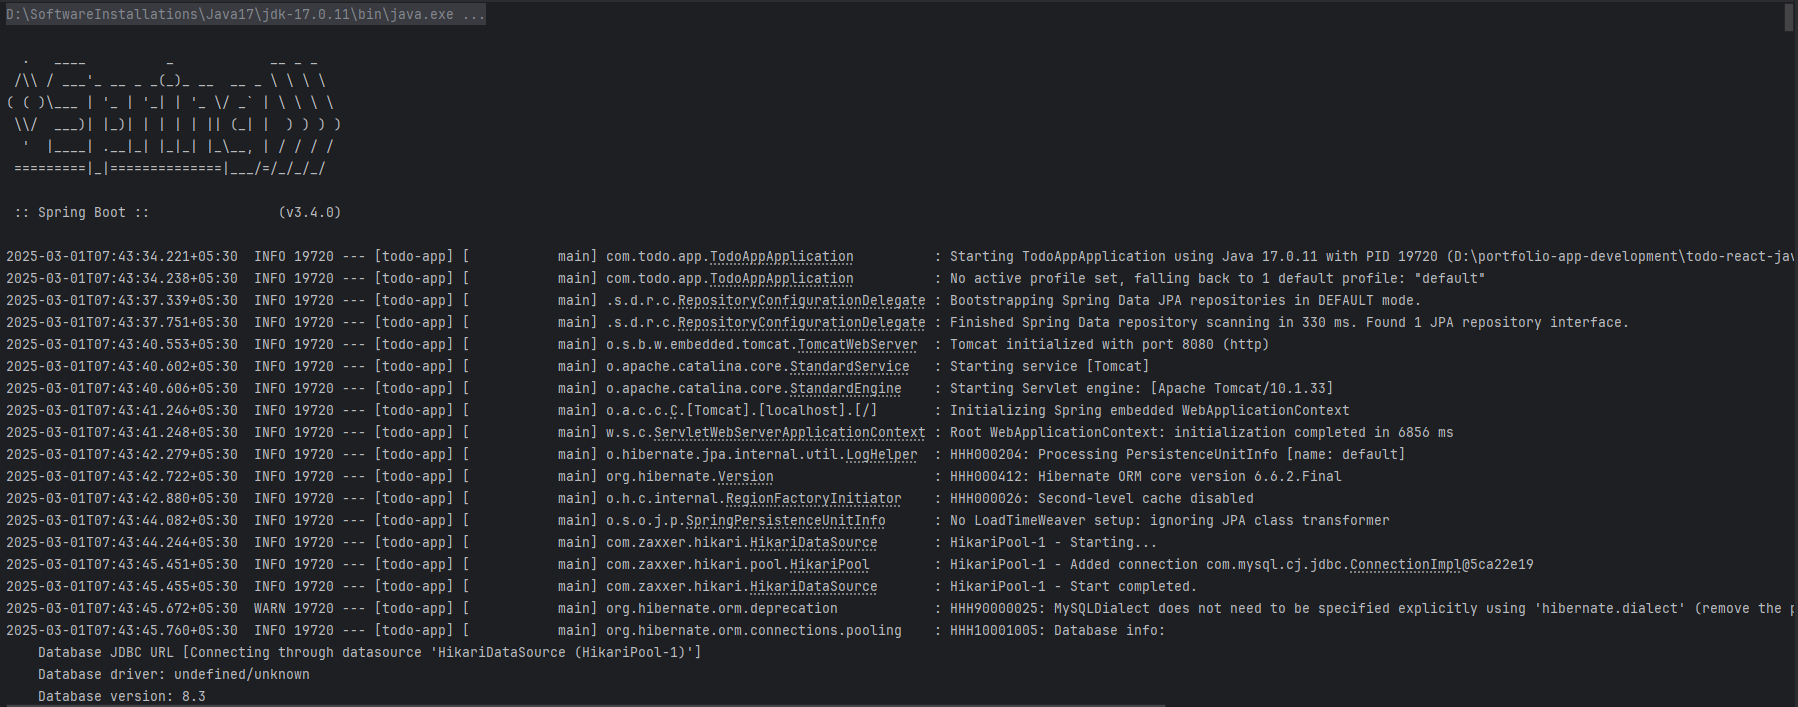 D:\SoftwareInstallations\Java17\jdk-17.0.11\bin\java.exe ...
  .   ____          _            __ _ _
 /\\ / ___'_ __ _ _(_)_ __  __ _ \ \ \ \
( ( )\___ | '_ | '_| | '_ \/ _` | \ \ \ \
 \\/  ___)| |_)| | | | | || (_| |  ) ) ) )
  '  |____| .__|_| |_|_| |_\__, | / / / /
 =========|_|==============|___/=/_/_/_/
 :: Spring Boot ::                (v3.4.0)
2025-03-01T07:43:34.221+05:30  INFO 19720 --- [todo-app] [           main] com.todo.app.TodoAppApplication          : Starting TodoAppApplication using Java 17.0.11 with PID 19720 (D:\portfolio-app-development\todo-react-jav
2025-03-01T07:43:34.238+05:30  INFO 19720 --- [todo-app] [           main] com.todo.app.TodoAppApplication          : No active profile set, falling back to 1 default profile: "default"
2025-03-01T07:43:37.339+05:30  INFO 19720 --- [todo-app] [           main] .s.d.r.c.RepositoryConfigurationDelegate : Bootstrapping Spring Data JPA repositories in DEFAULT mode.
2025-03-01T07:43:37.751+05:30  INFO 19720 --- [todo-app] [           main] .s.d.r.c.RepositoryConfigurationDelegate : Finished Spring Data repository scanning in 330 ms. Found 1 JPA repository interface.
2025-03-01T07:43:40.553+05:30  INFO 19720 --- [todo-app] [           main] o.s.b.w.embedded.tomcat.TomcatWebServer  : Tomcat initialized with port 8080 (http)
2025-03-01T07:43:40.602+05:30  INFO 19720 --- [todo-app] [           main] o.apache.catalina.core.StandardService   : Starting service [Tomcat]
2025-03-01T07:43:40.606+05:30  INFO 19720 --- [todo-app] [           main] o.apache.catalina.core.StandardEngine    : Starting Servlet engine: [Apache Tomcat/10.1.33]
2025-03-01T07:43:41.246+05:30  INFO 19720 --- [todo-app] [           main] o.a.c.c.C.[Tomcat].[localhost].[/]       : Initializing Spring embedded WebApplicationContext
2025-03-01T07:43:41.248+05:30  INFO 19720 --- [todo-app] [           main] w.s.c.ServletWebServerApplicationContext : Root WebApplicationContext: initialization completed in 6856 ms
2025-03-01T07:43:42.279+05:30  INFO 19720 --- [todo-app] [           main] o.hibernate.jpa.internal.util.LogHelper  : HHH000204: Processing PersistenceUnitInfo [name: default]
2025-03-01T07:43:42.722+05:30  INFO 19720 --- [todo-app] [           main] org.hibernate.Version                    : HHH000412: Hibernate ORM core version 6.6.2.Final
2025-03-01T07:43:42.880+05:30  INFO 19720 --- [todo-app] [           main] o.h.c.internal.RegionFactoryInitiator    : HHH000026: Second-level cache disabled
2025-03-01T07:43:44.082+05:30  INFO 19720 --- [todo-app] [           main] o.s.o.j.p.SpringPersistenceUnitInfo      : No LoadTimeWeaver setup: ignoring JPA class transformer
2025-03-01T07:43:44.244+05:30  INFO 19720 --- [todo-app] [           main] com.zaxxer.hikari.HikariDataSource       : HikariPool-1 - Starting...
2025-03-01T07:43:45.451+05:30  INFO 19720 --- [todo-app] [           main] com.zaxxer.hikari.pool.HikariPool        : HikariPool-1 - Added connection com.mysql.cj.jdbc.ConnectionImpl@5ca22e19
2025-03-01T07:43:45.455+05:30  INFO 19720 --- [todo-app] [           main] com.zaxxer.hikari.HikariDataSource       : HikariPool-1 - Start completed.
2025-03-01T07:43:45.672+05:30  WARN 19720 --- [todo-app] [           main] org.hibernate.orm.deprecation            : HHH90000025: MySQLDialect does not need to be specified explicitly using 'hibernate.dialect' (remove the p
2025-03-01T07:43:45.760+05:30  INFO 19720 --- [todo-app] [           main] org.hibernate.orm.connections.pooling    : HHH10001005: Database info:
    Database JDBC URL [Connecting through datasource 'HikariDataSource (HikariPool-1)']
    Database driver: undefined/unknown
    Database version: 8.3